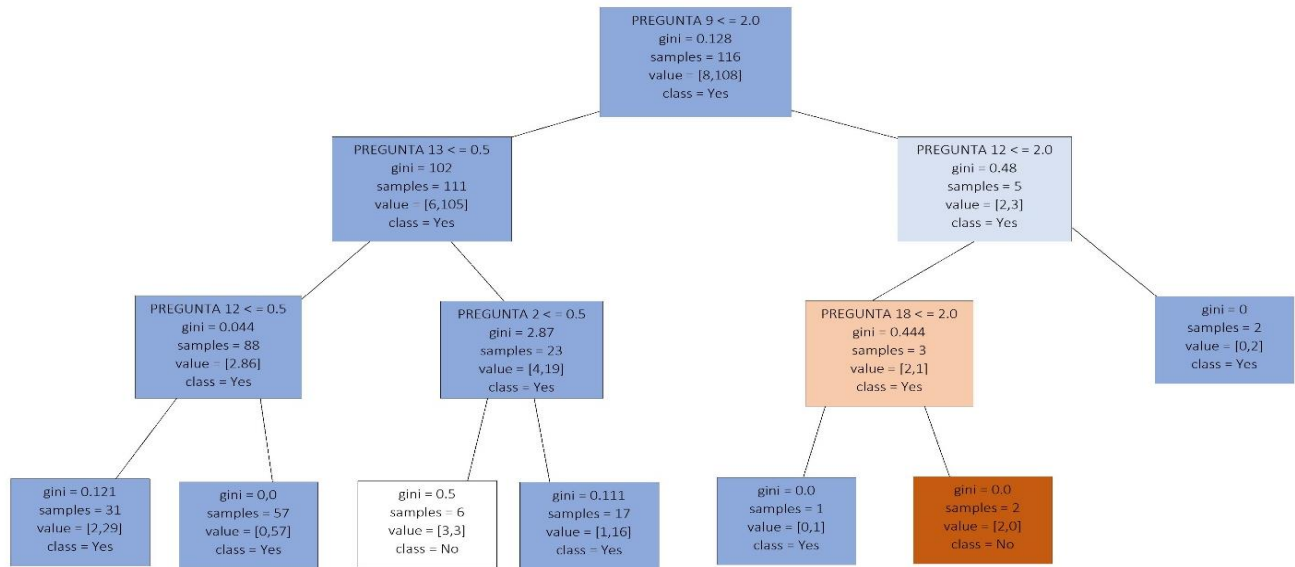 PREGUNTA 9 < = 2.0
gini = 0.128
samples = 116
value = [8,108]
class = Yes
PREGUNTA 13 < = 0.5
gini = 102
samples = 111
value = [6,105]
class = Yes
PREGUNTA 12 < = 2.0
gini = 0.48
samples = 5
value = [2,3]
class = Yes
PREGUNTA 12 < = 0.5
gini = 0.044
samples = 88
value = [2.86]
class = Yes
PREGUNTA 2 < = 0.5
gini = 2.87
samples = 23
value = [4,19]
class = Yes
PREGUNTA 18 < = 2.0
gini = 0.444
samples = 3
value = [2,1]
class = Yes
gini = 0
samples = 2
value = [0,2]
class = Yes
gini = 0.121
samples = 31
value = [2,29]
class = Yes
gini = 0,0
samples = 57
value = [0,57]
class = Yes
gini = 0.5
samples = 6
value = [3,3]
class = No
gini = 0.111
samples = 17
value = [1,16]
class = Yes
gini = 0.0
samples = 1
value = [0,1]
class = Yes
gini = 0.0
samples = 2
value = [2,0]
class = No